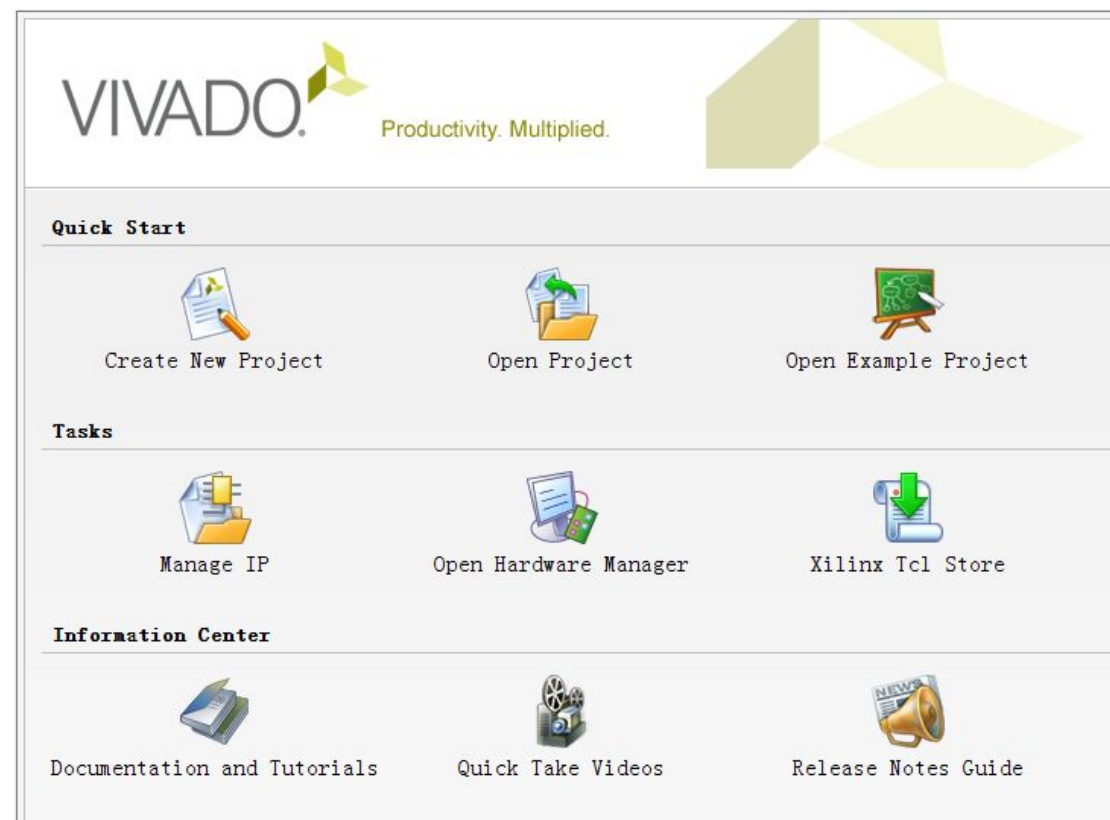 VIVADO.
Productivity. Multiplied.
Quick Start
Create New Project
Open Project
Open Example Project
Tasks
Manage IP
Open Hardware Manager
Xilinx Tcl Store
Information Center
NEWS
Documentation and Tutorials
Quick Take Videos
Release Notes Guide